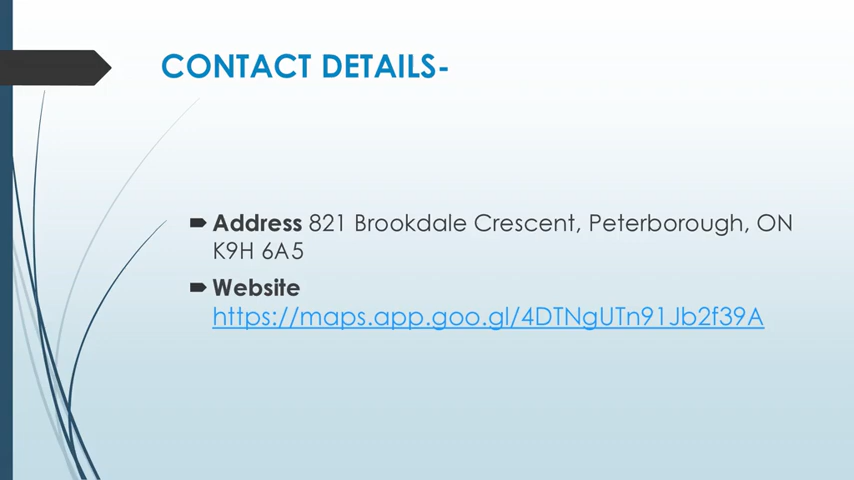 CONTACT DETAILS-
Address 821 Brookdale Crescent, Peterborough, ON
K9H 6A5
Website
https://maps.app.goo.gl/4DTNgUTn91Jb2f39A